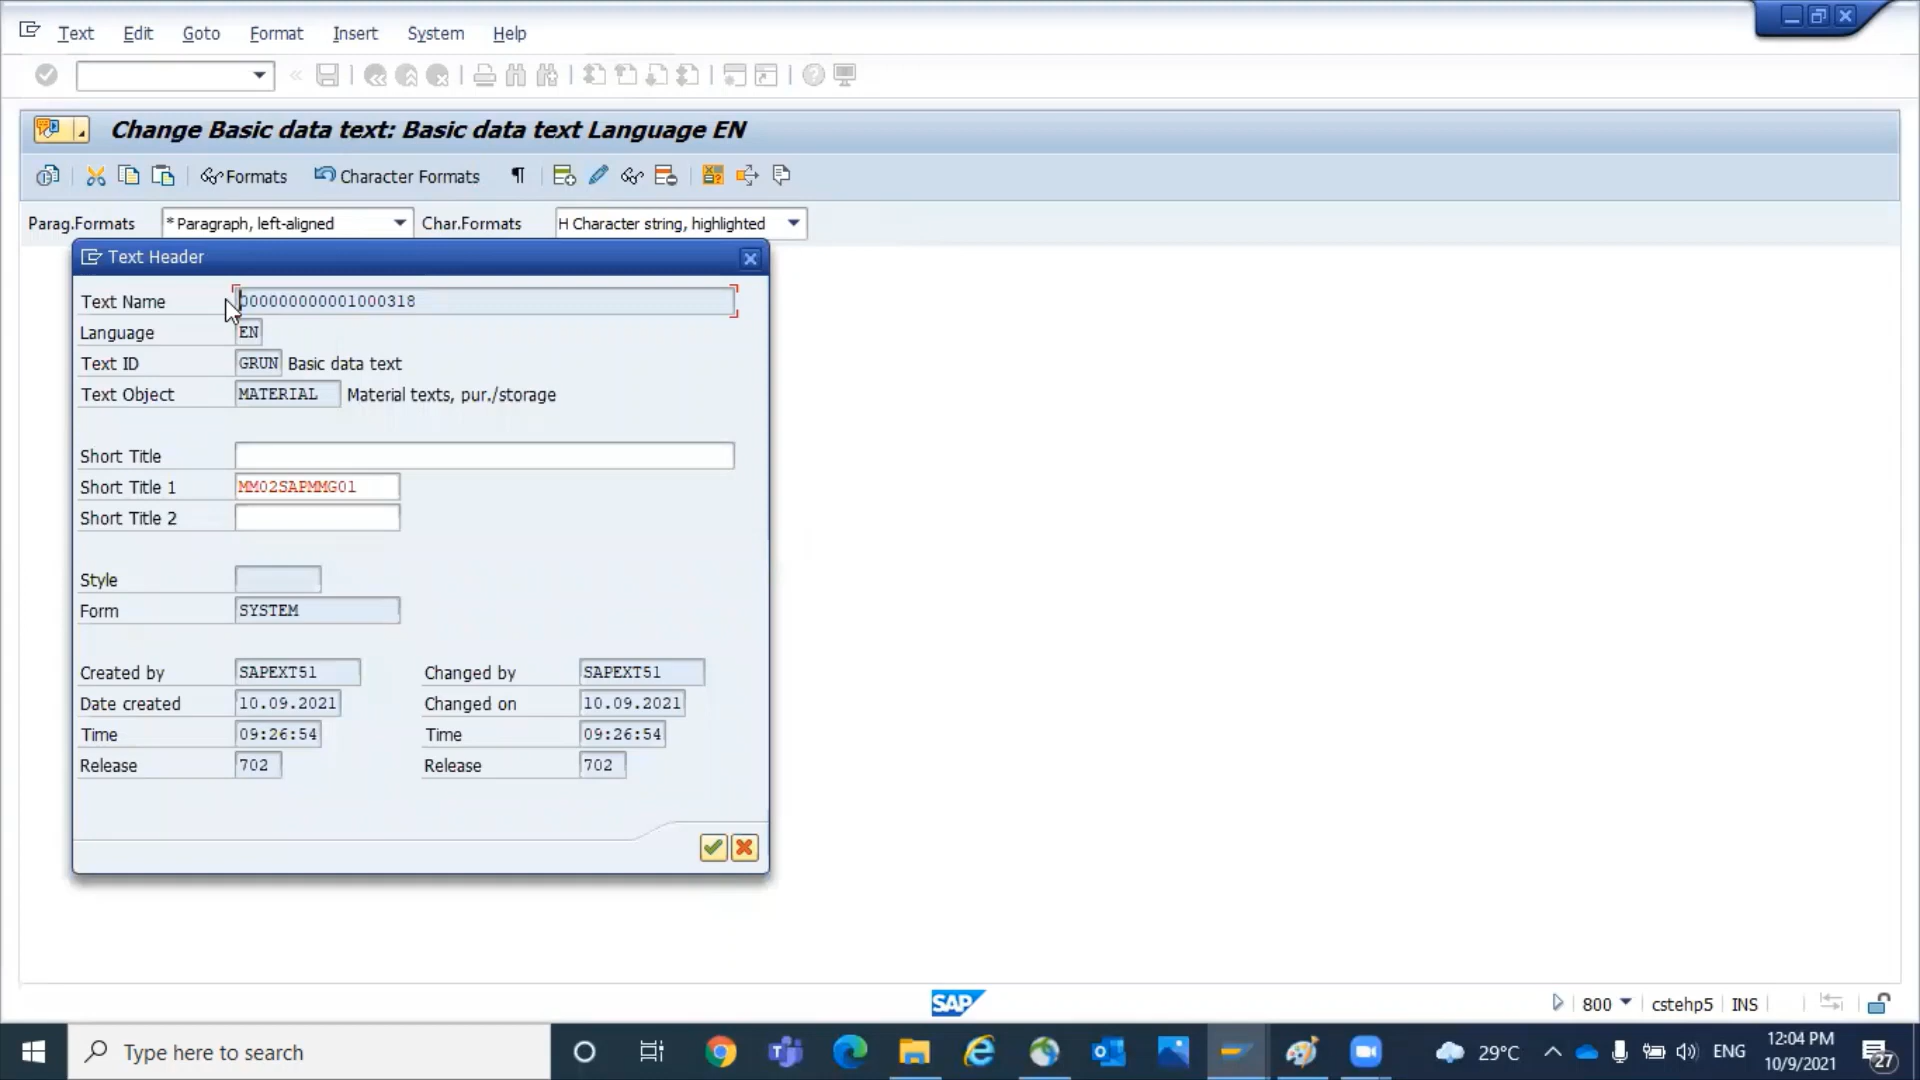 Text Edit Goto Format Insert System Help
Change Basic data text: Basic data text Language EN
Formats Character Formats
Parag.Formats * Paragraph, left-aligned Char.Formats H Character string, highlighted
Text Header
Text Name 000000000001000318
Language EN
Text ID GRUN Basic data text
Text Object MATERIAL Material texts, pur./storage
Short Title
Short Title 1 MM02SAPMMG01
Short Title 2
Style
Form SYSTEM
Created by SAPEXT51 Changed by SAPEXT51
Date created 10.09.2021 Changed on 10.09.2021
Time 09:26:54 Time 09:26:54
Release 702 Release 702
SAP 800 cstehp5 INS
Type here to search 29°C ENG 12:04 PM
10/9/2021 27